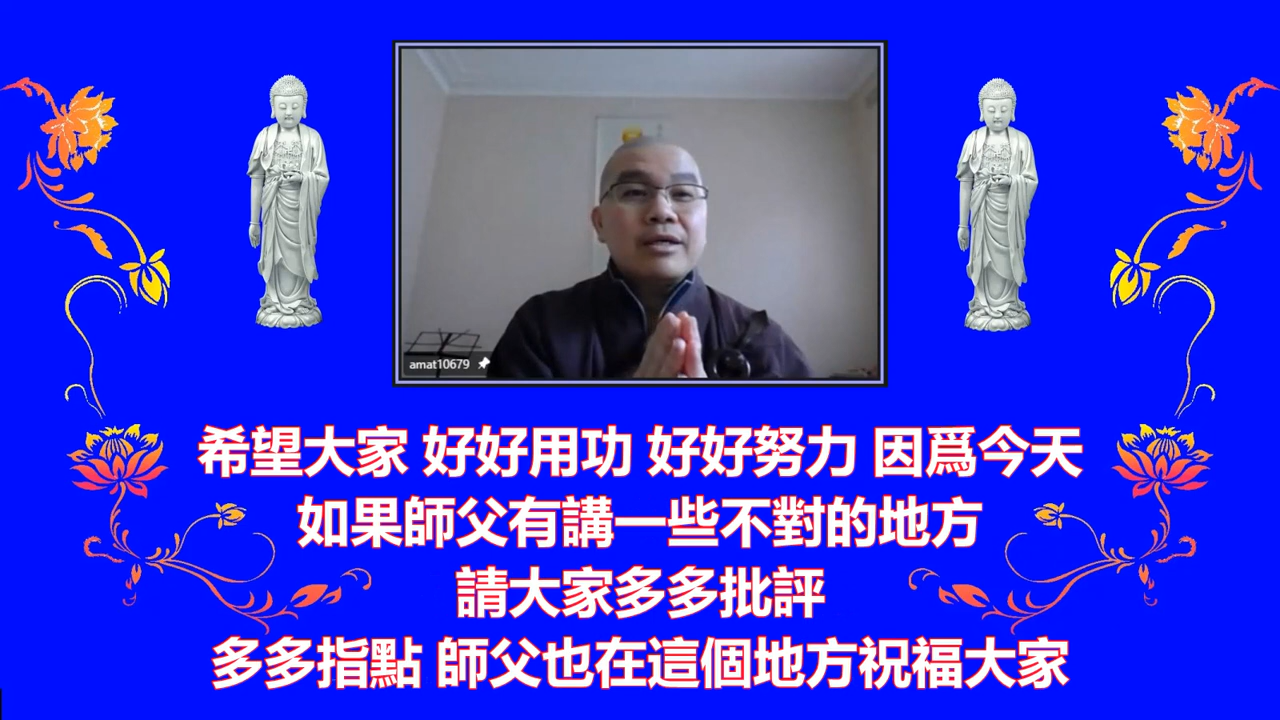 amat10679
希望大家 好好用功 好好努力 因爲今天
如果師父有講一些不對的地方
請大家多多批評
多多指點 師父也在這個地方祝福大家